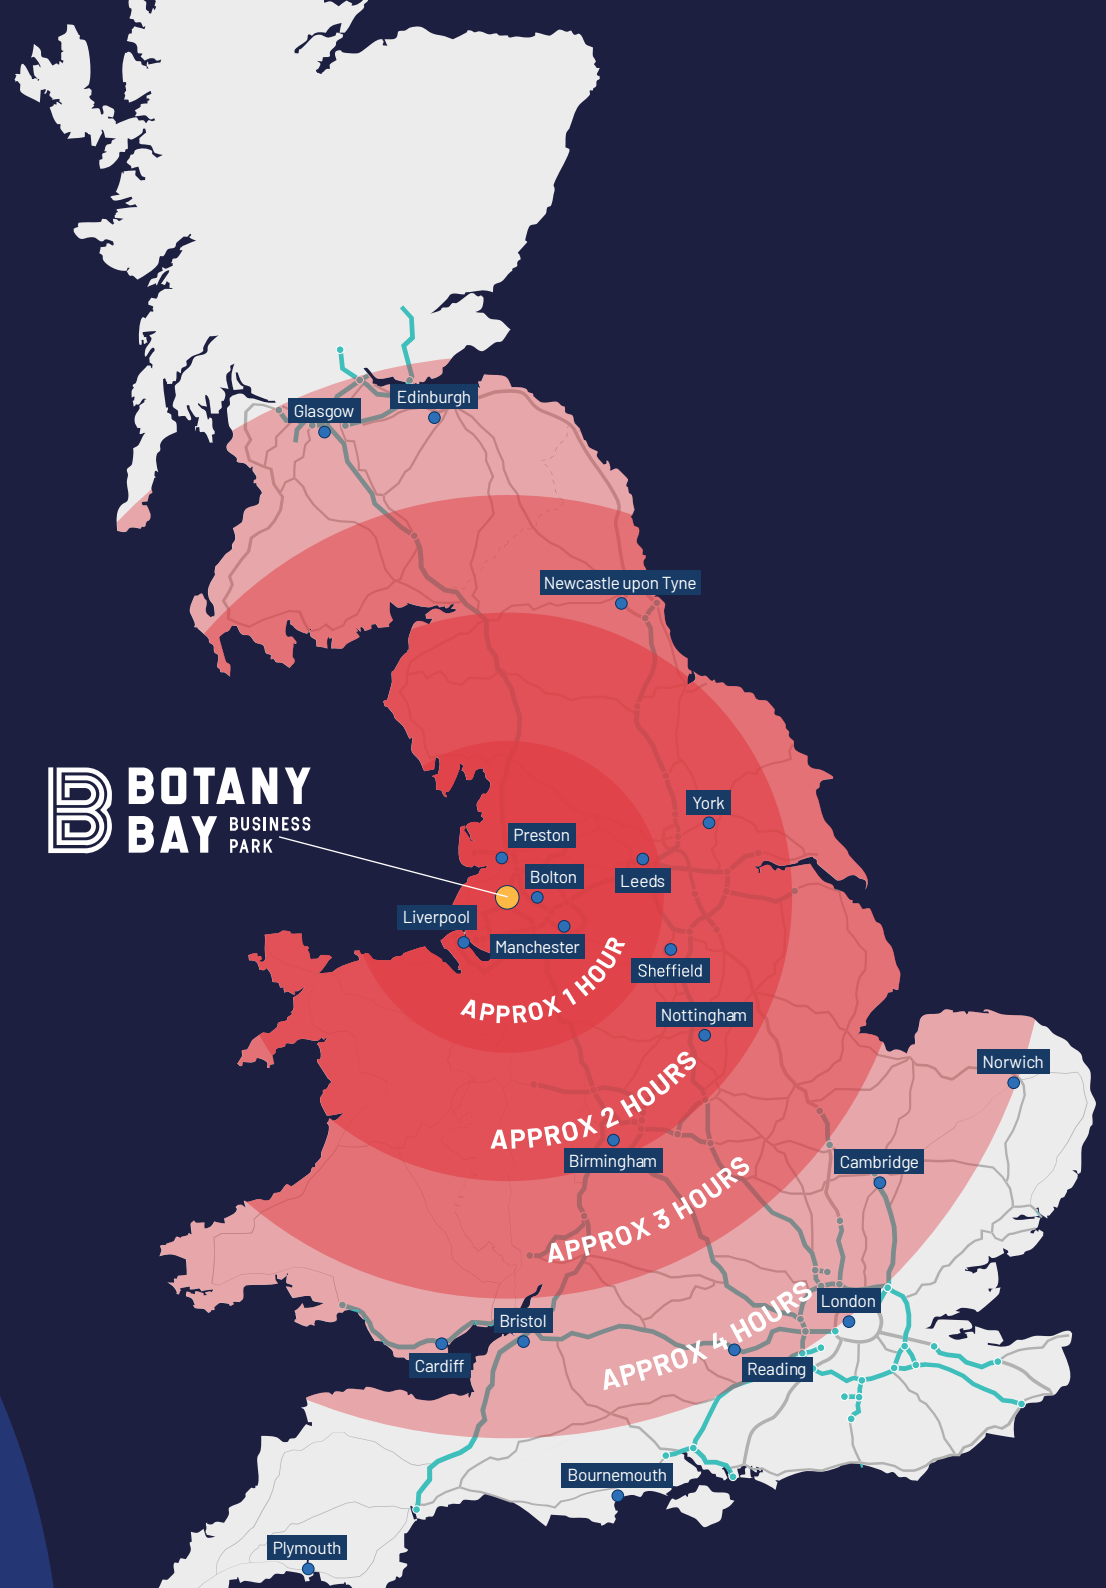 Edinburgh
Glasgow
Newcastle upon Tyne
BOTANY
BAY BUSINESS
PARK
York
Preston
Bolton
Leeds
Liverpool
Manchester
Sheffield
APPROX 1 HOUR
Nottingham
Norwich
APPROX 2 HOURS
Birmingham
Cambridge
APPROX 3 HOURS
London
Bristol
APPROX 4 HOURS
Cardiff
Reading
Bournemouth
Plymouth